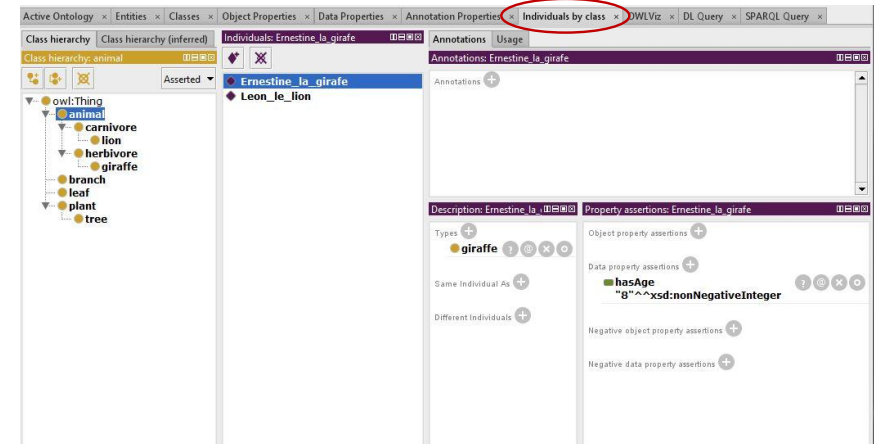 Active Ontology × Entities × Classes × Object Properties × Data Properties × Annotation Properties × Individuals by class × OWLViz × DL Query × SPARQL Query ×
Class hierarchy Class hierarchy (inferred)
Class hierarchy: animal
Asserted
owl:Thing
animal
carnivore
lion
herbivore
giraffe
branch
leaf
plant
tree
Individuals: Ernestine_la_girafe
Ernestine_la_girafe
Leon_le_lion
Annotations Usage
Annotations: Ernestine_la_girafe
Annotations
Description: Ernestine_la_
Types
giraffe
Same Individual As
Different Individuals
Property assertions: Ernestine_la_girafe
Object property assertions
Data property assertions
hasAge
"8"^^xsd:nonNegativeInteger
Negative object property assertions
Negative data property assertions